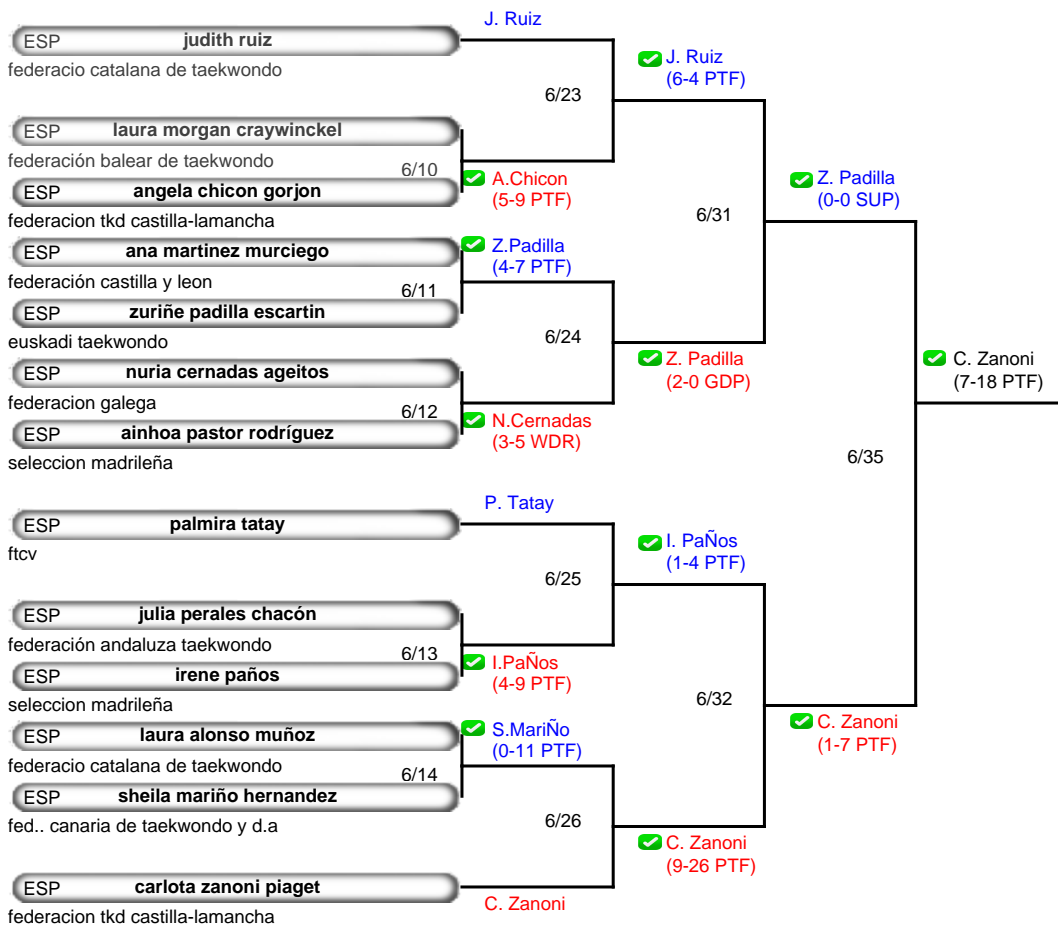 J. Ruiz
ESP judith ruiz
federacio catalana de taekwondo
J. Ruiz
(6-4 PTF)
6/23
ESP laura morgan craywinckel
federación balear de taekwondo
6/10
A.Chicon
(5-9 PTF)
ESP angela chicon gorjon
federacion tkd castilla-lamancha
Z. Padilla
(0-0 SUP)
6/31
ESP ana martinez murciego
Z.Padilla
(4-7 PTF)
federación castilla y leon
6/11
ESP zuriñe padilla escartin
euskadi taekwondo
6/24
Z. Padilla
(2-0 GDP)
C. Zanoni
(7-18 PTF)
ESP nuria cernadas ageitos
federacion galega
6/12
N.Cernadas
(3-5 WDR)
ESP ainhoa pastor rodríguez
seleccion madrileña
6/35
P. Tatay
ESP palmira tatay
ftcv
I. PaÑos
(1-4 PTF)
6/25
ESP julia perales chacón
federación andaluza taekwondo
6/13
I.PaÑos
(4-9 PTF)
ESP irene paños
seleccion madrileña
6/32
ESP laura alonso muñoz
S.MariÑo
(0-11 PTF)
C. Zanoni
(1-7 PTF)
federacio catalana de taekwondo
6/14
ESP sheila mariño hernandez
fed.. canaria de taekwondo y d.a
6/26
C. Zanoni
(9-26 PTF)
ESP carlota zanoni piaget
C. Zanoni
federacion tkd castilla-lamancha